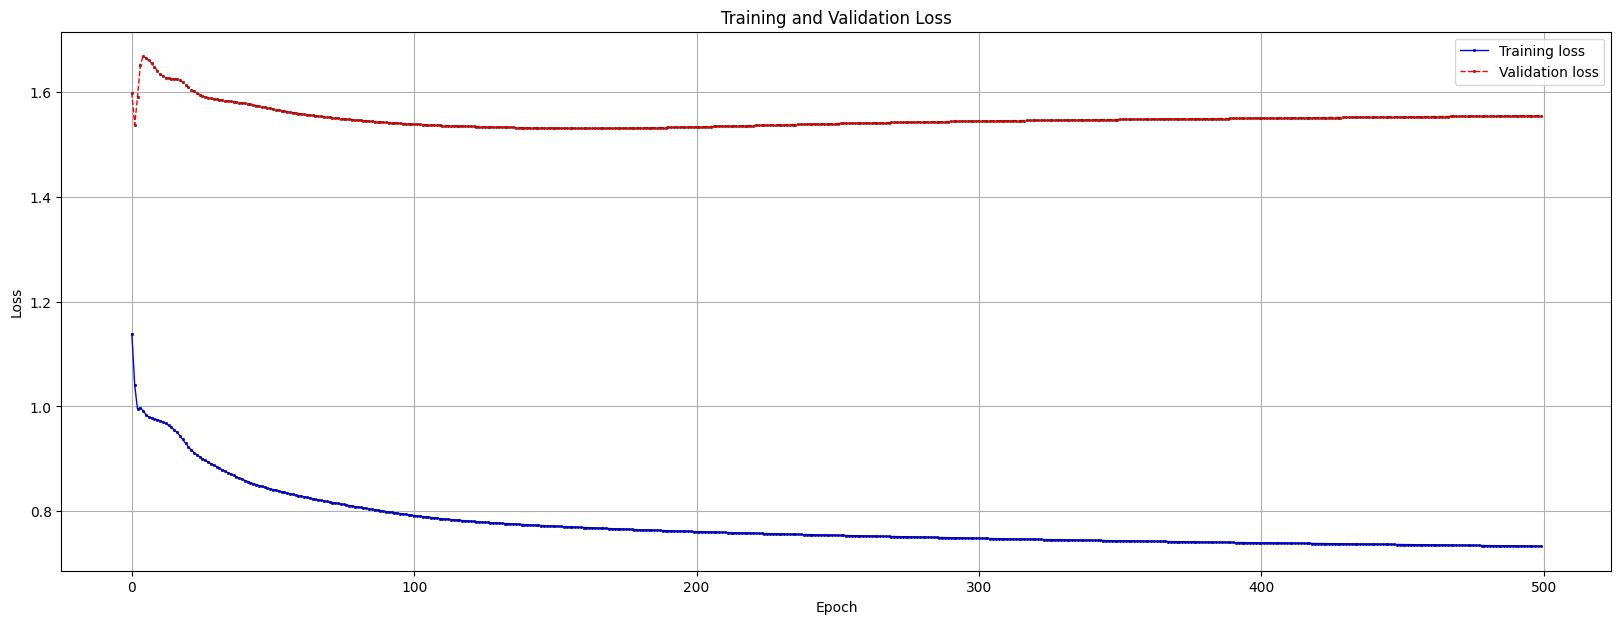 Training and Validation Loss
Training loss
Validation loss
Loss
1.6
1.4
1.2
1.0
0.8
0
100
200
300
400
500
Epoch